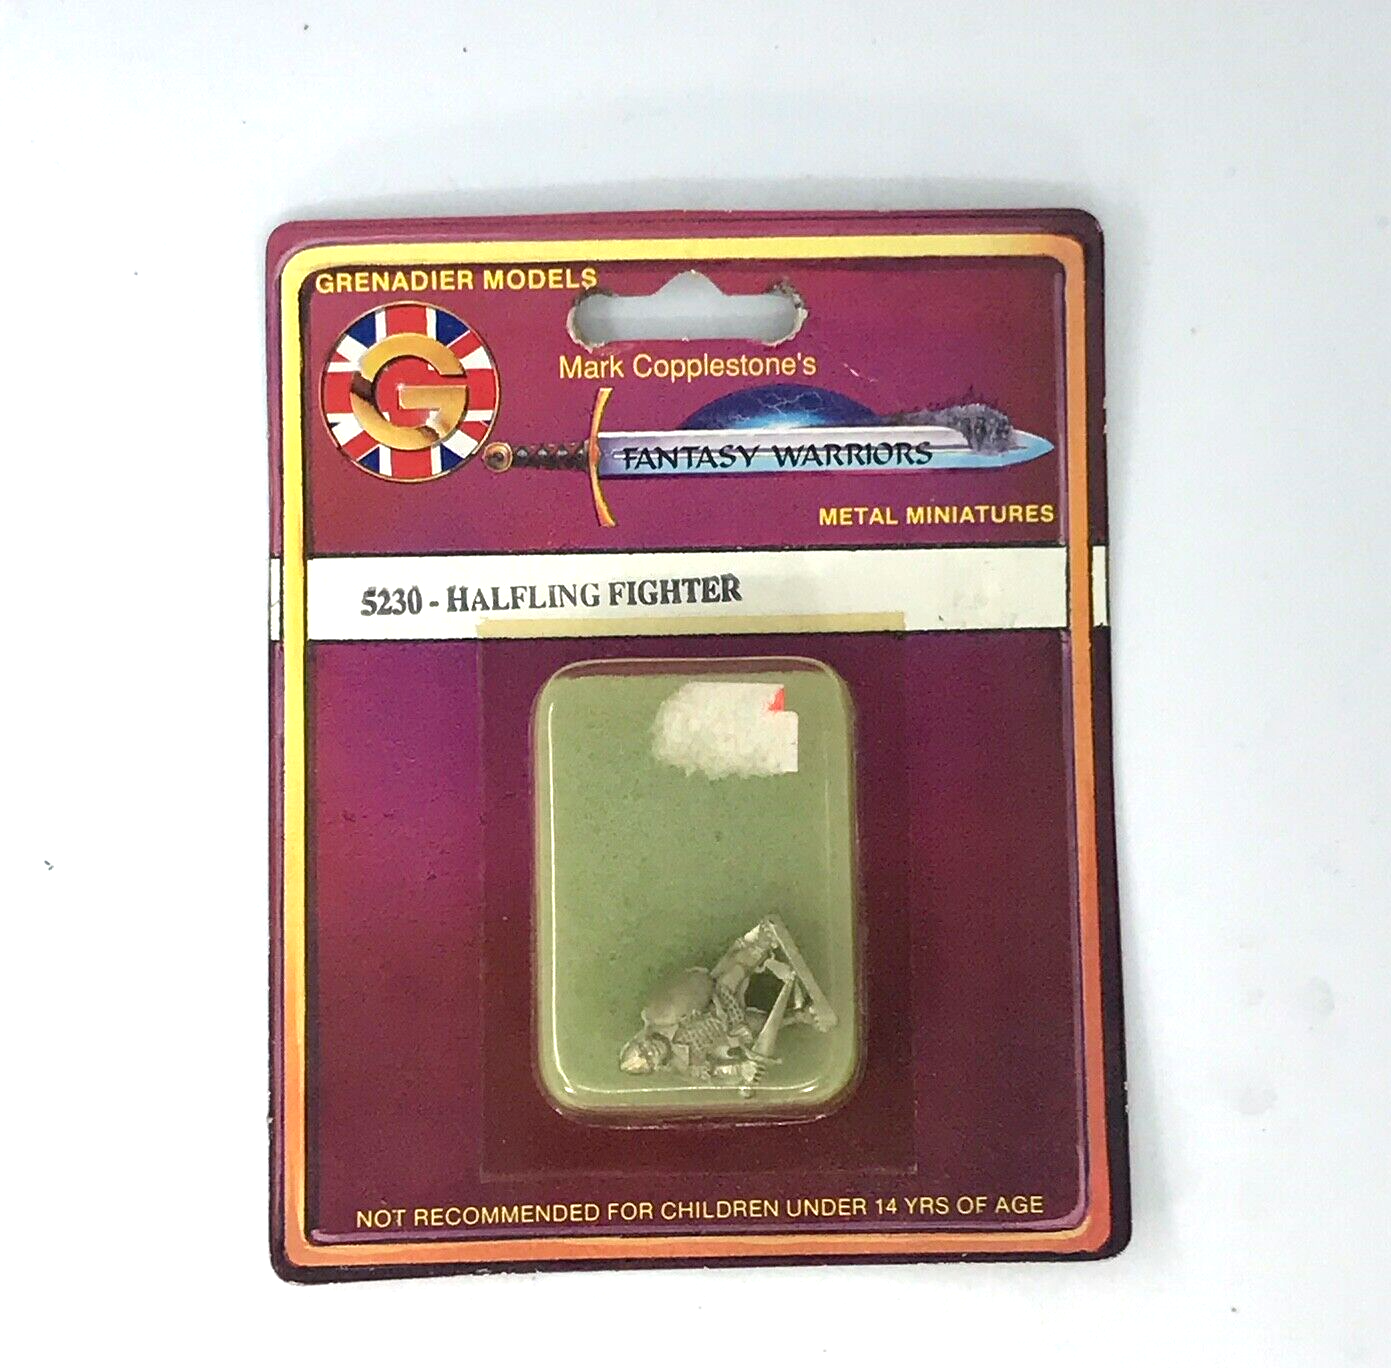 GRENADIER MODELS
G
Mark Copplestone's
FANTASY WARRIORS
METAL MINIATURES
5230 - HALFLING FIGHTER
NOT RECOMMENDED FOR CHILDREN UNDER 14 YRS OF AGE